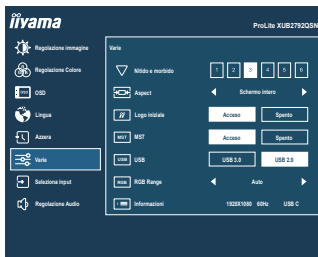 iiyama
ProLite XUB2792QSN
Regolazione immagine
Varie
Nitido e morbido
1 2 3 4 5 6
Regolazione Colore
OSD
OSD
Aspect
Schermo intero
Lingua
Logo iniziale
Acceso
Spento
Azzera
MST
MST
Acceso
Spento
Varie
USB
USB
USB 3.0
USB 2.0
Seleziona input
RGB
RGB Range
Auto
Regolazione Audio
Informazioni
1920X1080 60Hz USB C